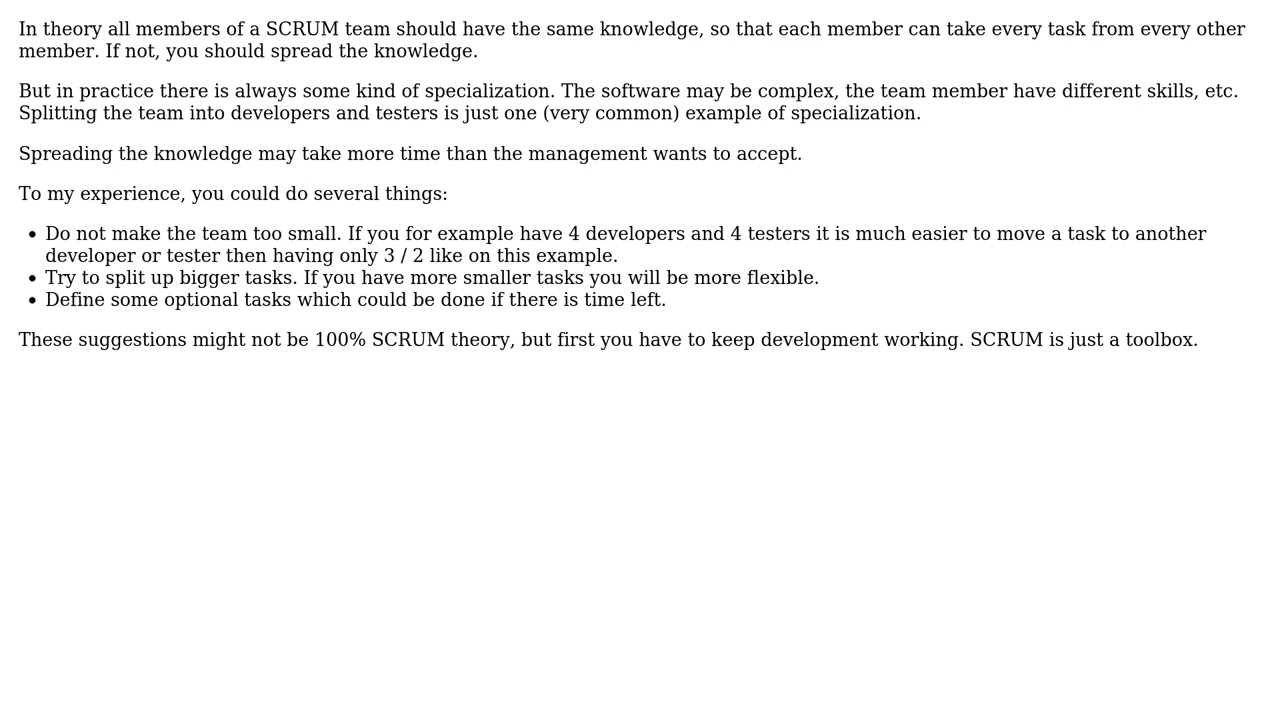 In theory all members of a SCRUM team should have the same knowledge, so that each member can take every task from every other
member. If not, you should spread the knowledge.
But in practice there is always some kind of specialization. The software may be complex, the team member have different skills, etc.
Splitting the team into developers and testers is just one (very common) example of specialization.
Spreading the knowledge may take more time than the management wants to accept.
To my experience, you could do several things:
• Do not make the team too small. If you for example have 4 developers and 4 testers it is much easier to move a task to another
developer or tester then having only 3 / 2 like on this example.
• Try to split up bigger tasks. If you have more smaller tasks you will be more flexible.
• Define some optional tasks which could be done if there is time left.
These suggestions might not be 100% SCRUM theory, but first you have to keep development working. SCRUM is just a toolbox.